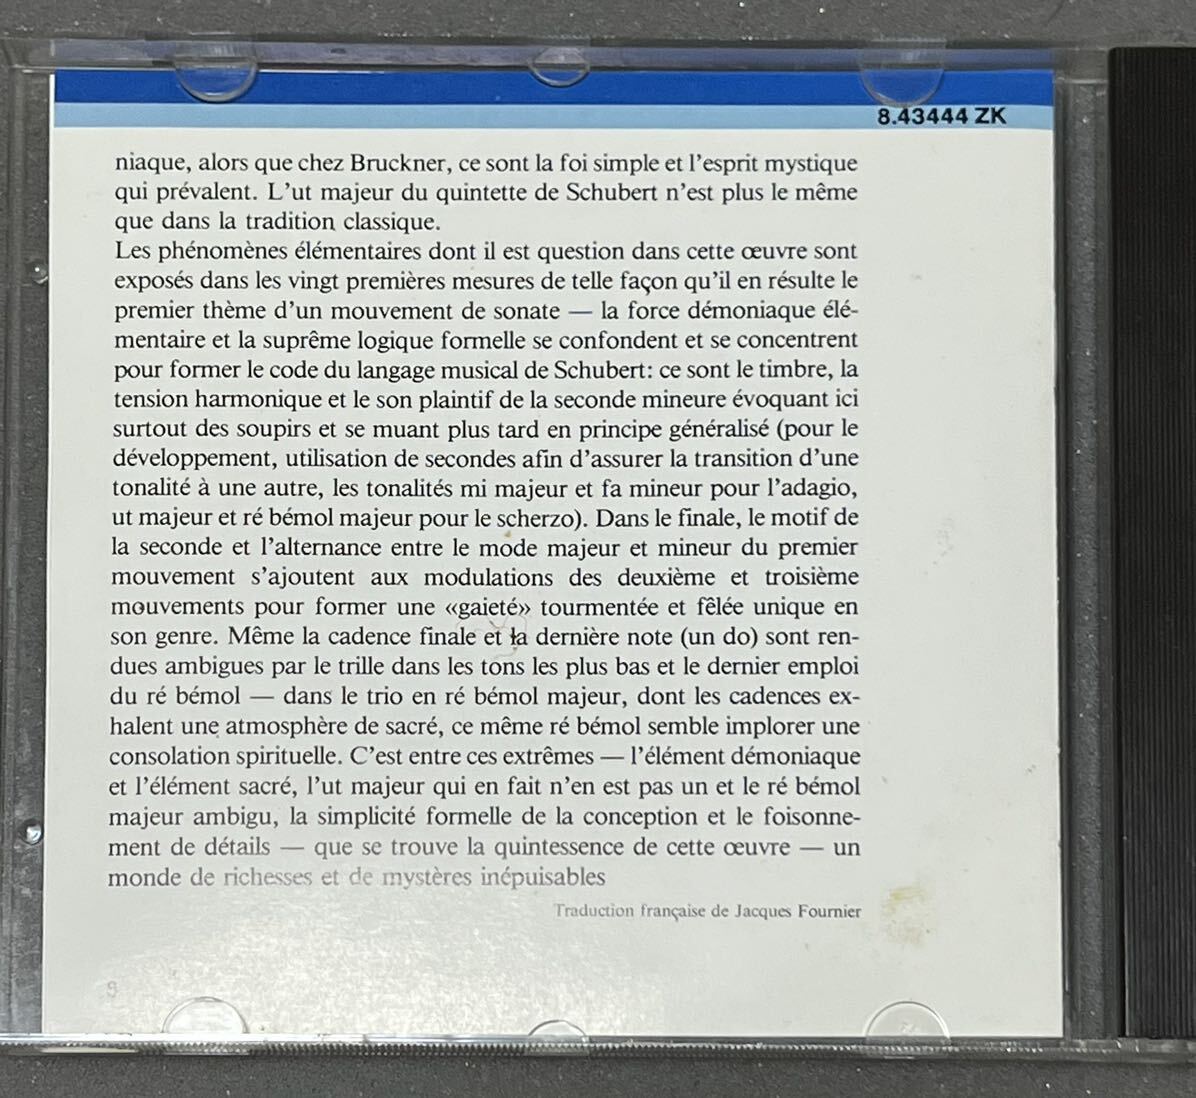 8.43444 ZK
niaque, alors que chez Bruckner, ce sont la foi simple et l’esprit mystique
qui prévalent. L’ut majeur du quintette de Schubert n’est plus le même
que dans la tradition classique.
Les phénomènes élémentaires dont il est question dans cette œuvre sont
exposés dans les vingt premières mesures de telle façon qu’il en résulte le
premier thème d’un mouvement de sonate — la force démoniaque élé-
mentaire et la suprême logique formelle se confondent et se concentrent
pour former le code du langage musical de Schubert: ce sont le timbre, la
tension harmonique et le son plaintif de la seconde mineure évoquant ici
surtout des soupirs et se muant plus tard en principe généralisé (pour le
développement, utilisation de secondes afin d’assurer la transition d’une
tonalité à une autre, les tonalités mi majeur et fa mineur pour l’adagio,
ut majeur et ré bémol majeur pour le scherzo). Dans le finale, le motif de
la seconde et l’alternance entre le mode majeur et mineur du premier
mouvement s’ajoutent aux modulations des deuxième et troisième
mouvements pour former une «gaieté» tourmentée et fêlée unique en
son genre. Même la cadence finale et la dernière note (un do) sont ren-
dues ambigues par le trille dans les tons les plus bas et le dernier emploi
du ré bémol — dans le trio en ré bémol majeur, dont les cadences ex-
halent une atmosphère de sacré, ce même ré bémol semble implorer une
consolation spirituelle. C’est entre ces extrêmes — l’élément démoniaque
et l’élément sacré, l’ut majeur qui en fait n’en est pas un et le ré bémol
majeur ambigu, la simplicité formelle de la conception et le foisonne-
ment de détails — que se trouve la quintessence de cette œuvre — un
monde de richesses et de mystères inépuisables
Traduction française de Jacques Fournier
8